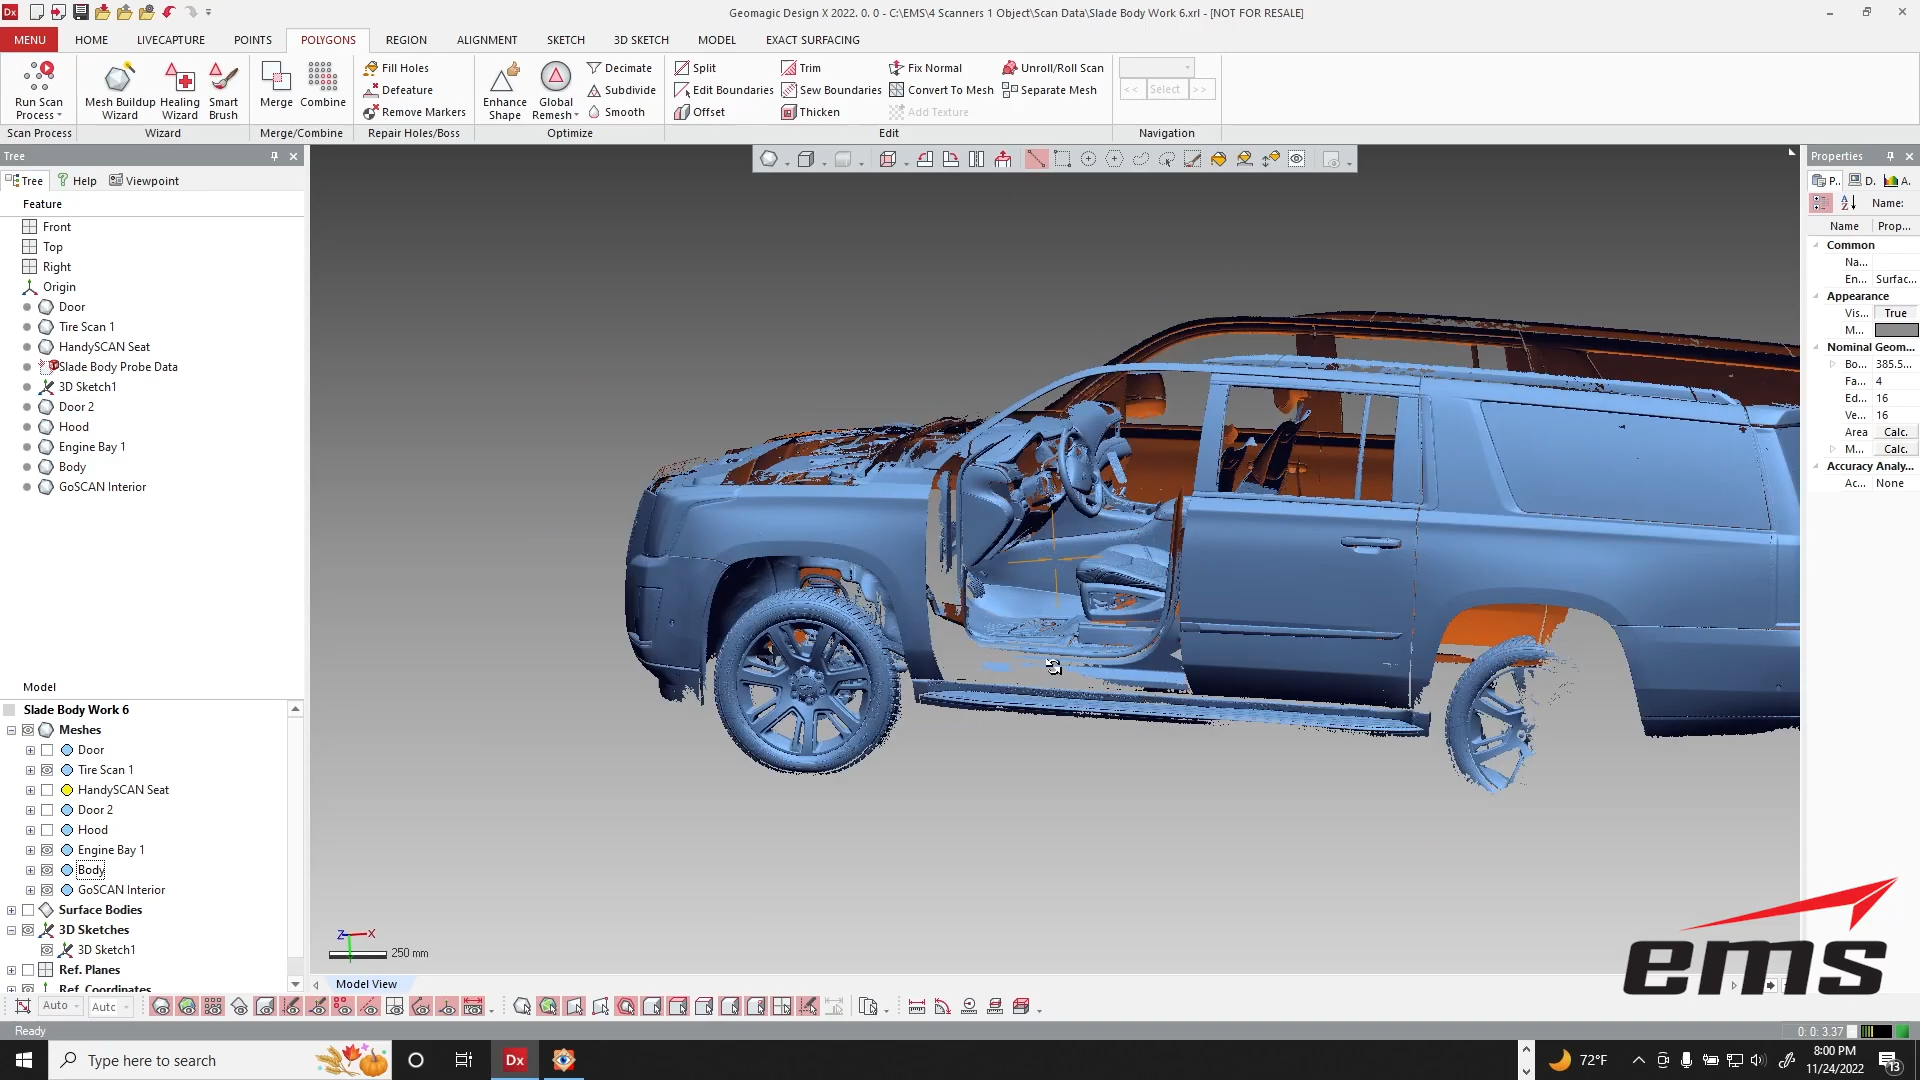 Dx
Geomagic Design X 2022. 0. 0 - C:\EMS\4 Scanners 1 Object\Scan Data\Slade Body Work 6.xrl - [NOT FOR RESALE]
MENU HOME LIVECAPTURE POINTS POLYGONS REGION ALIGNMENT SKETCH 3D SKETCH MODEL EXACT SURFACING
Run Scan Process
Mesh Buildup Wizard
Healing Wizard
Smart Brush
Merge
Combine
Fill Holes
Defeature
Remove Markers
Enhance Shape
Global Remesh
Decimate
Subdivide
Smooth
Split
Edit Boundaries
Offset
Trim
Sew Boundaries
Thicken
Fix Normal
Convert To Mesh
Add Texture
Unroll/Roll Scan
Separate Mesh
<< Select >>
Scan Process Wizard Merge/Combine Repair Holes/Boss Optimize Edit Navigation
Tree
Tree Help Viewpoint
Feature
Front
Top
Right
Origin
Door
Tire Scan 1
HandySCAN Seat
Slade Body Probe Data
3D Sketch1
Door 2
Hood
Engine Bay 1
Body
GoSCAN Interior
Model
Slade Body Work 6
Meshes
Door
Tire Scan 1
HandySCAN Seat
Door 2
Hood
Engine Bay 1
Body
GoSCAN Interior
Surface Bodies
3D Sketches
3D Sketch1
Ref. Planes
Ref. Coordinates
Z X
250 mm
Model View
Properties
P.. D. A.
Name:
Name Prop...
Common
Na...
En... Surfac...
Appearance
Vis... True
M...
Nominal Geom...
Bo... 385.5...
Fa... 4
Ed... 16
Ve... 16
Area Calc.
M... Calc.
Accuracy Analy...
Ac... None
ems
Auto Autc
Ready
0: 0: 3.37
Type here to search
Dx
72°F
8:00 PM
11/24/2022
13